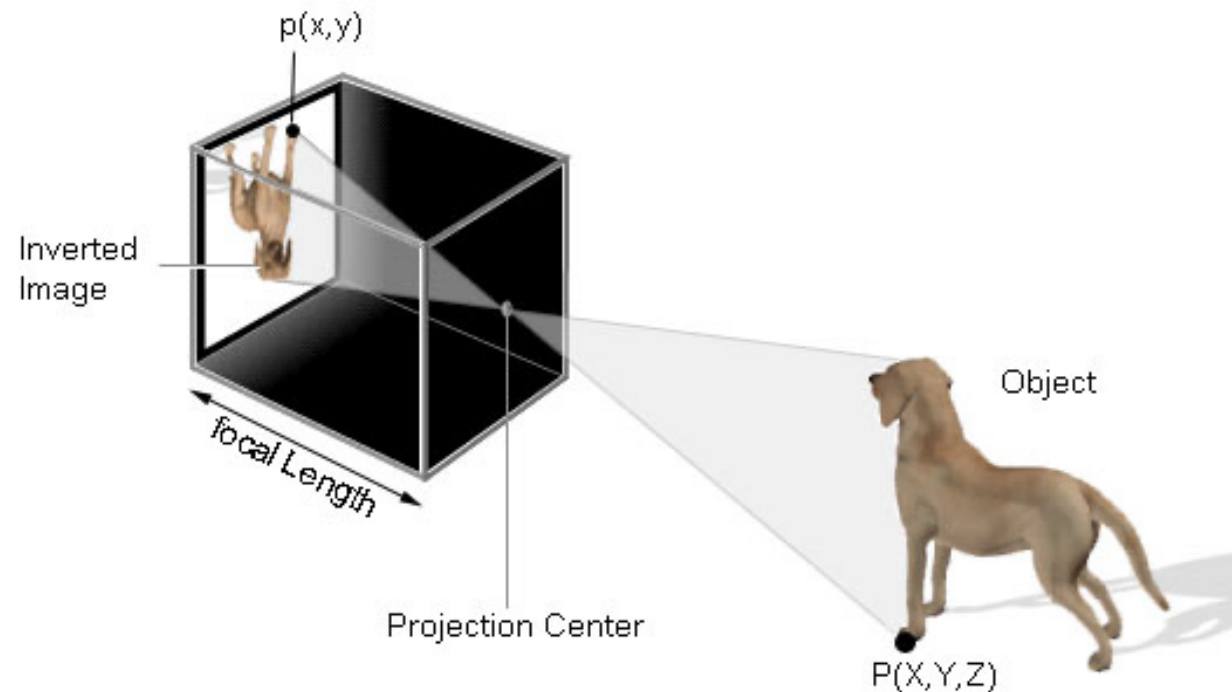 p(x,y)
Inverted
Image
Object
focal Length
Projection Center
P(X,Y,Z)